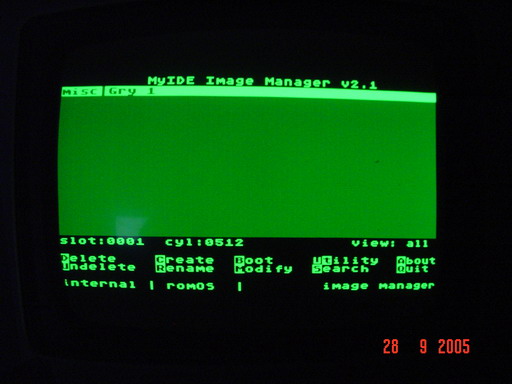 MyIDE Image Manager v2.1
Misc Gry 1
slot:0001 cyl:0512 view: all
Delete Create Boot Utility About
Undelete Rename Modify Search Quit
internal | romOS | image manager
28 9 2005